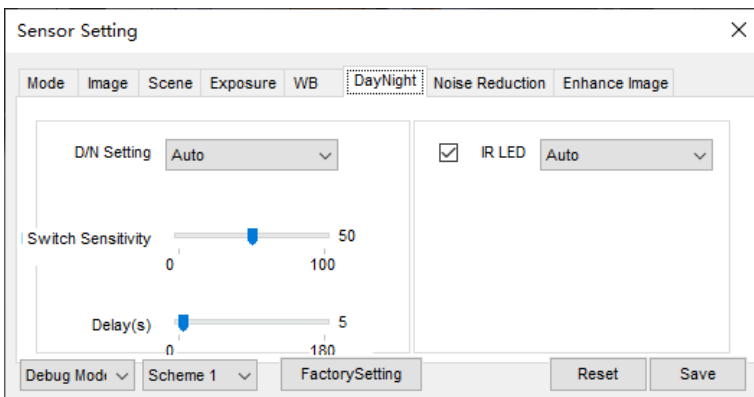 Sensor Setting
Mode Image Scene Exposure WB DayNight Noise Reduction Enhance Image
D/N Setting Auto IR LED Auto
Switch Sensitivity 50
0 100
Delay(s) 5
0 180
Debug Mode Scheme 1 FactorySetting Reset Save